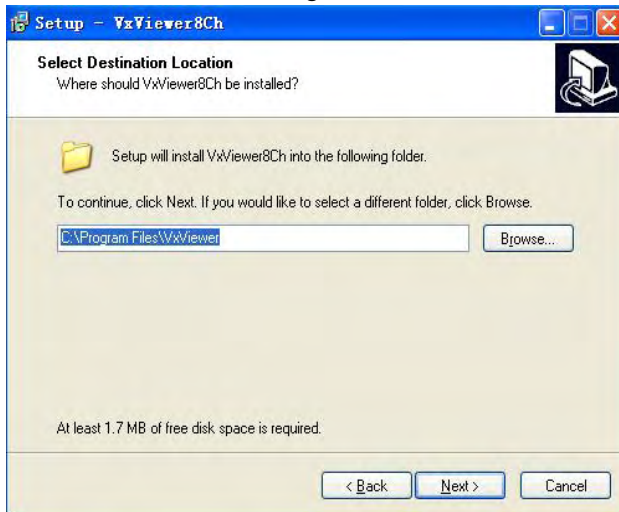 Setup - VxViewer8Ch
Select Destination Location
Where should VxViewer8Ch be installed?
Setup will install VxViewer8Ch into the following folder.
To continue, click Next. If you would like to select a different folder, click Browse.
C:\Program Files\VxViewer
Browse...
At least 1.7 MB of free disk space is required.
< Back
Next >
Cancel